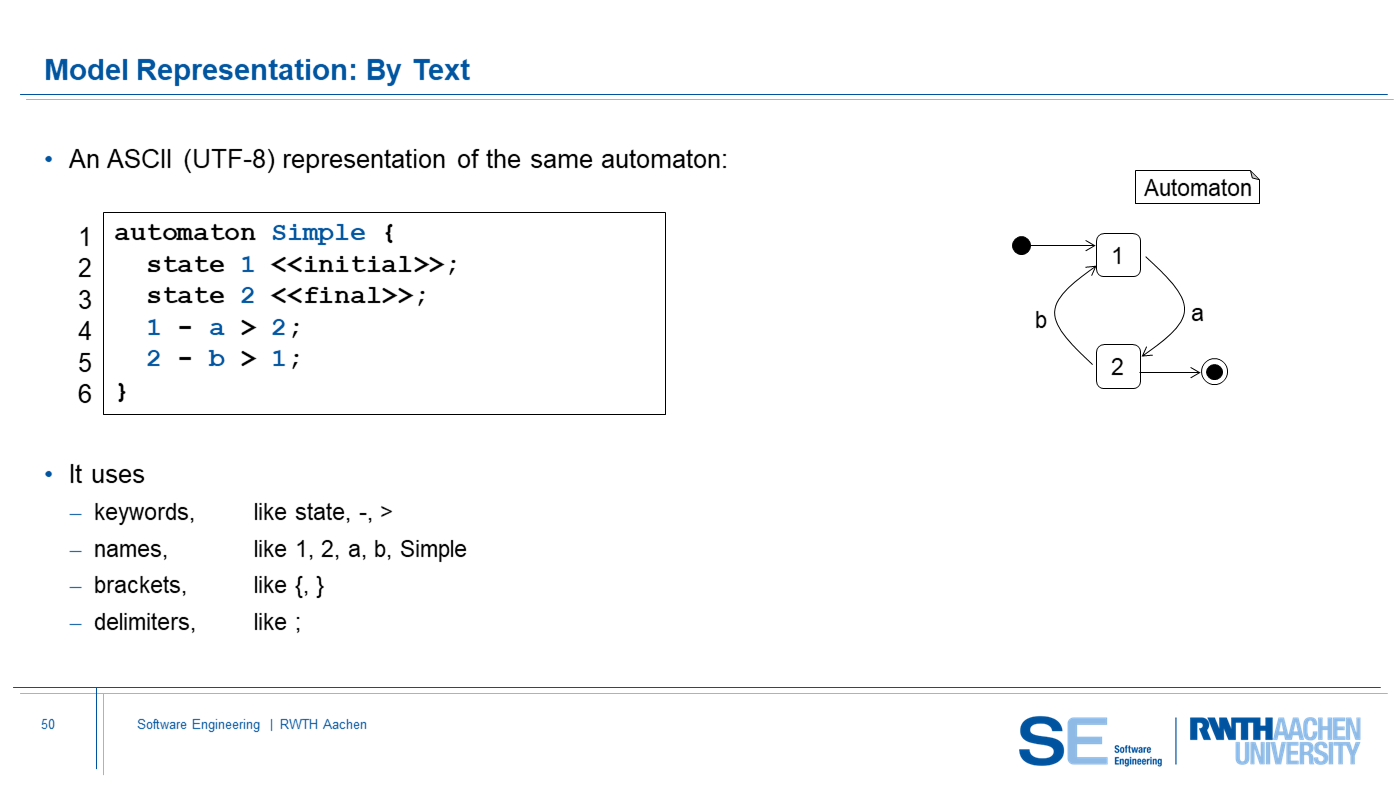 Model Representation: By Text
• An ASCII (UTF-8) representation of the same automaton:
1 automaton Simple {
2 state 1 <<initial>>;
3 state 2 <<final>>;
4 1 - a > 2;
5 2 - b > 1;
6 }
Automaton
1
b
a
2
• It uses
– keywords, like state, -, >
– names, like 1, 2, a, b, Simple
– brackets, like {, }
– delimiters, like ;
50
Software Engineering | RWTH Aachen
SE Software
Engineering
RWTHAACHEN
UNIVERSITY